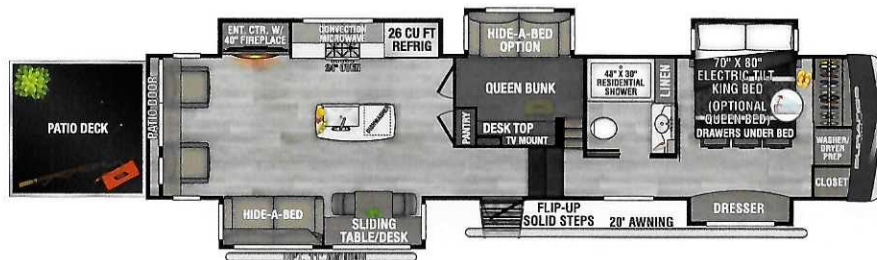 ENT. CTR. W/
40" FIREPLACE
CONVECTION
MICROWAVE
24" OVEN
26 CU FT
REFRIG
HIDE-A-BED
OPTION
QUEEN BUNK
PANTRY
DESK TOP
TV MOUNT
48" X 30"
RESIDENTIAL
SHOWER
LINEN
70" X 80"
ELECTRIC TILT
KING BED
(OPTIONAL
QUEEN BED)
DRAWERS UNDER BED
WASHER/
DRYER
PREP
CLOSET
PATIO DECK
PATIO DOOR
HIDE-A-BED
SLIDING
TABLE/DESK
FLIP-UP
SOLID STEPS
20' AWNING
DRESSER